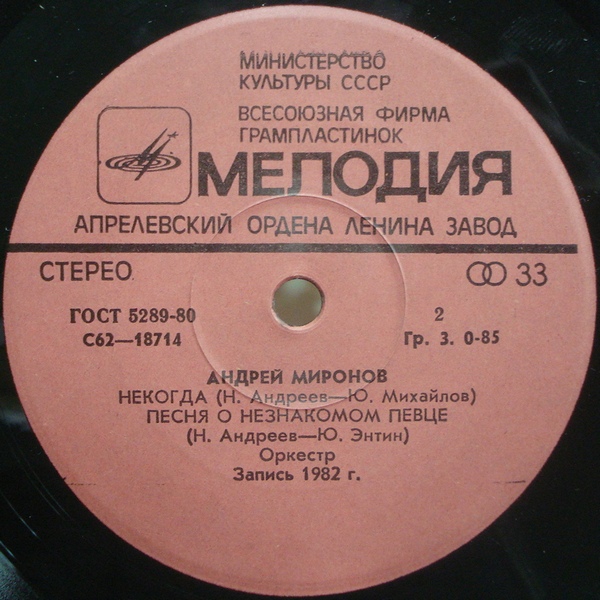 МИНИСТЕРСТВО
КУЛЬТУРЫ СССР
ВСЕСОЮЗНАЯ ФИРМА
ГРАМПЛАСТИНОК
МЕЛОДИЯ
АПРЕЛЕВСКИЙ ОРДЕНА ЛЕНИНА ЗАВОД
СТЕРЕО 33
ГОСТ 5289-80 2
С62—18714 Гр. 3. 0-85
АНДРЕЙ МИРОНОВ
НЕКОГДА (Н. Андреев—Ю. Михайлов)
ПЕСНЯ О НЕЗНАКОМОМ ПЕВЦЕ
(Н. Андреев—Ю. Энтин)
Оркестр
Запись 1982 г.